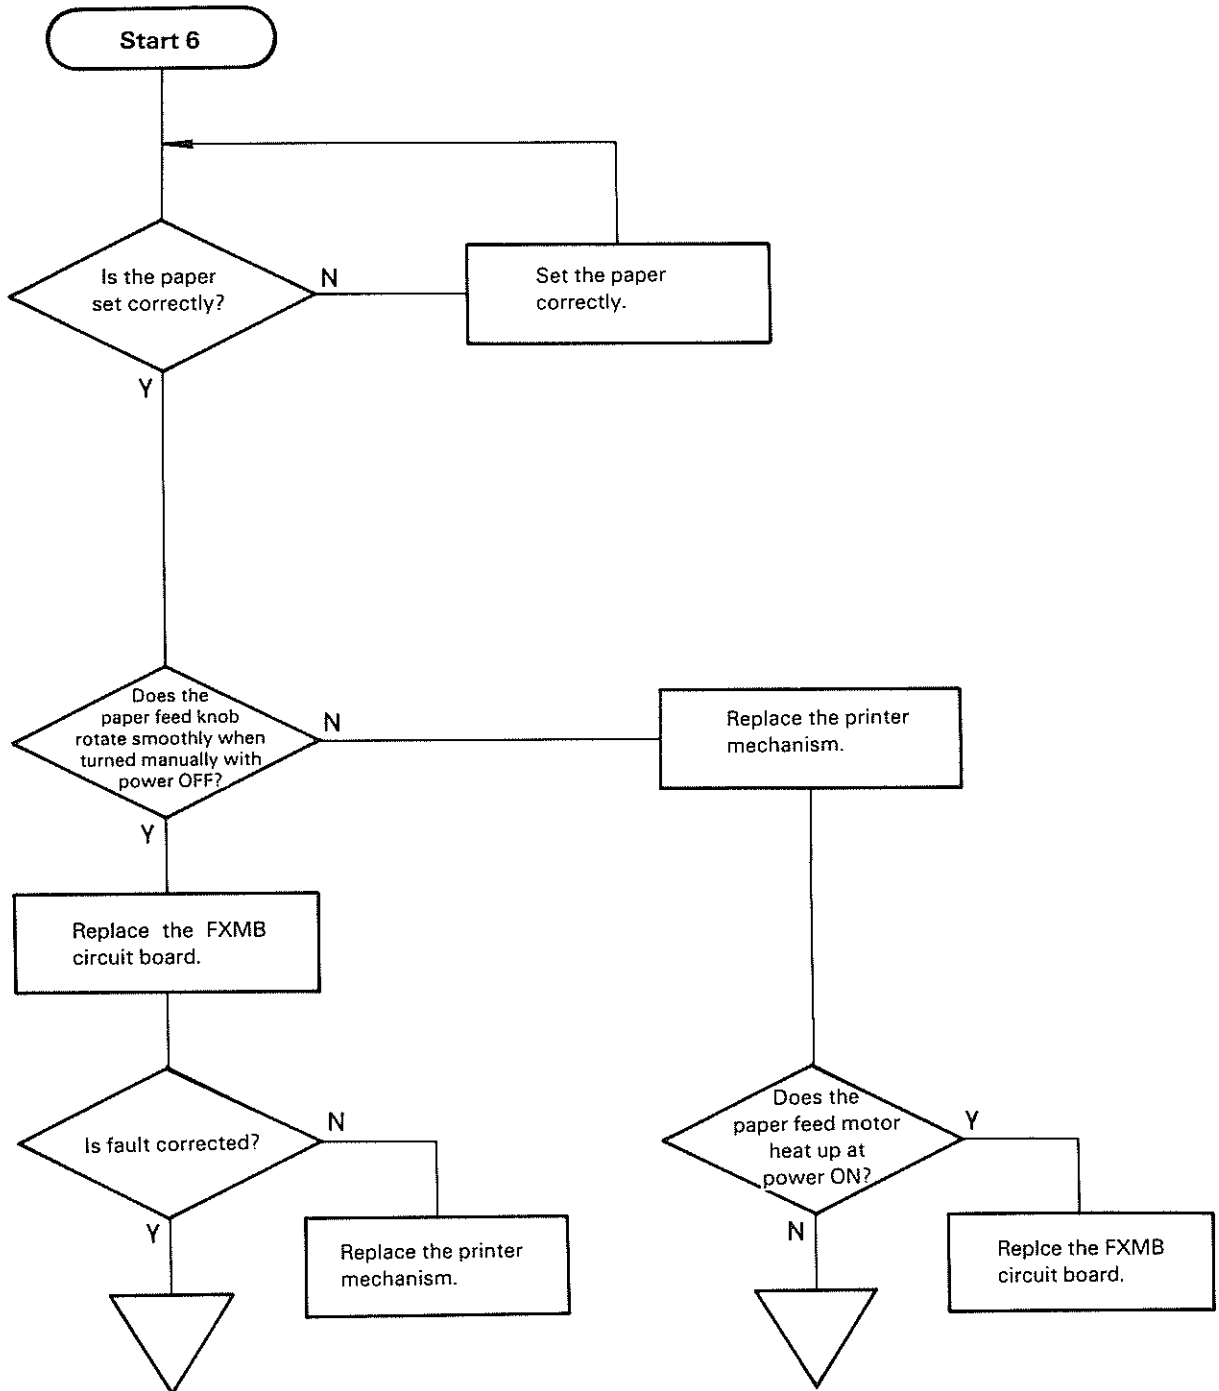 Start 6
Is the paper
set correctly?
N
Set the paper
correctly.
Y
Does the
paper feed knob
rotate smoothly when
turned manually with
power OFF?
N
Replace the printer
mechanism.
Y
Replace the FXMB
circuit board.
Is fault corrected?
N
Y
Replace the printer
mechanism.
Does the
paper feed motor
heat up at
power ON?
Y
N
Replce the FXMB
circuit board.